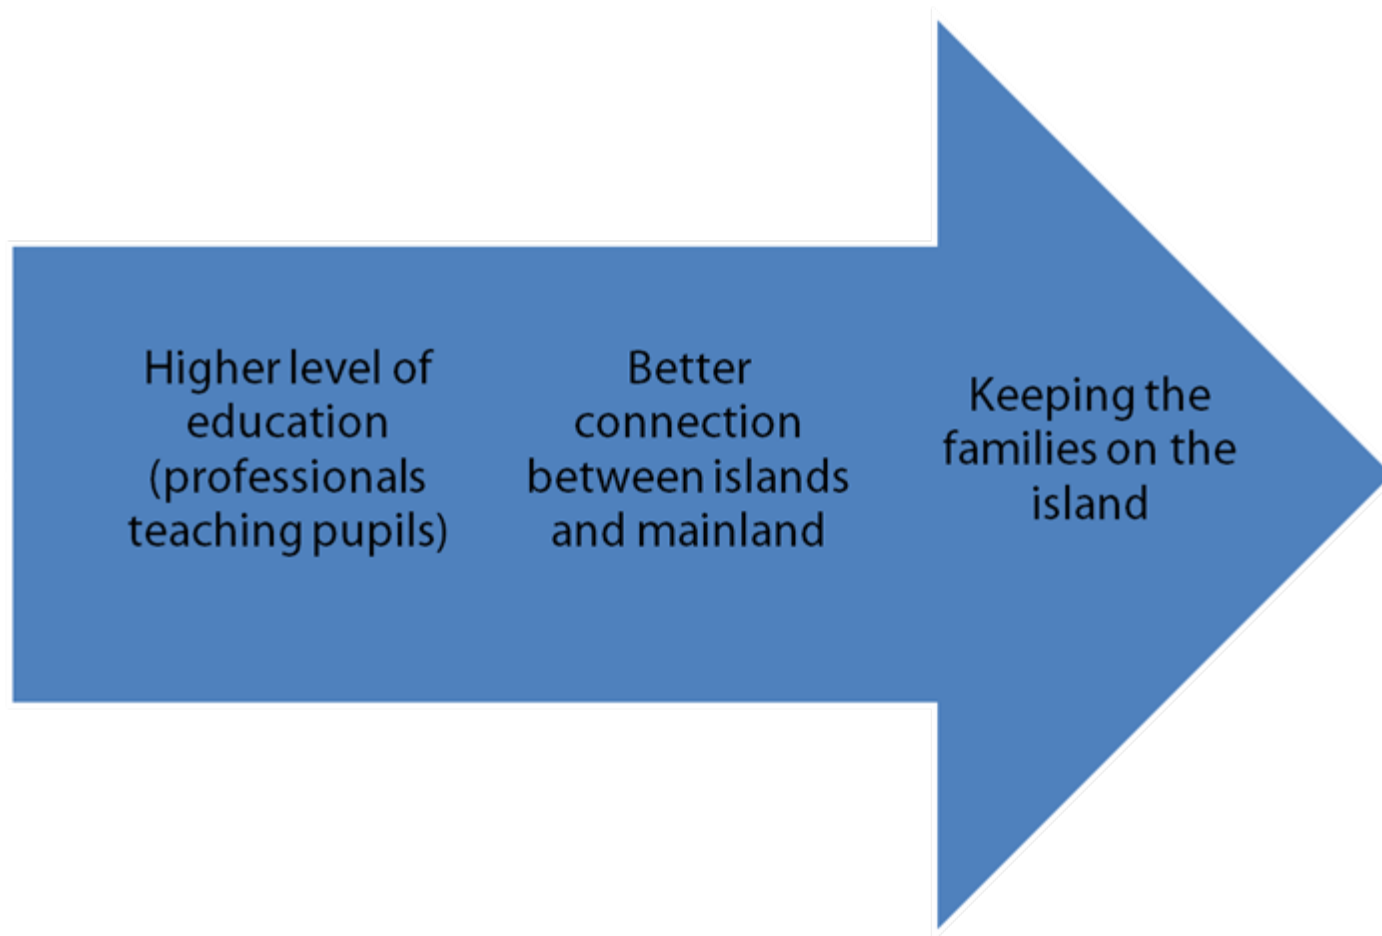 Higher level of
education
(professionals
teaching pupils)
Better
connection
between islands
and mainland
Keeping the
families on the
island